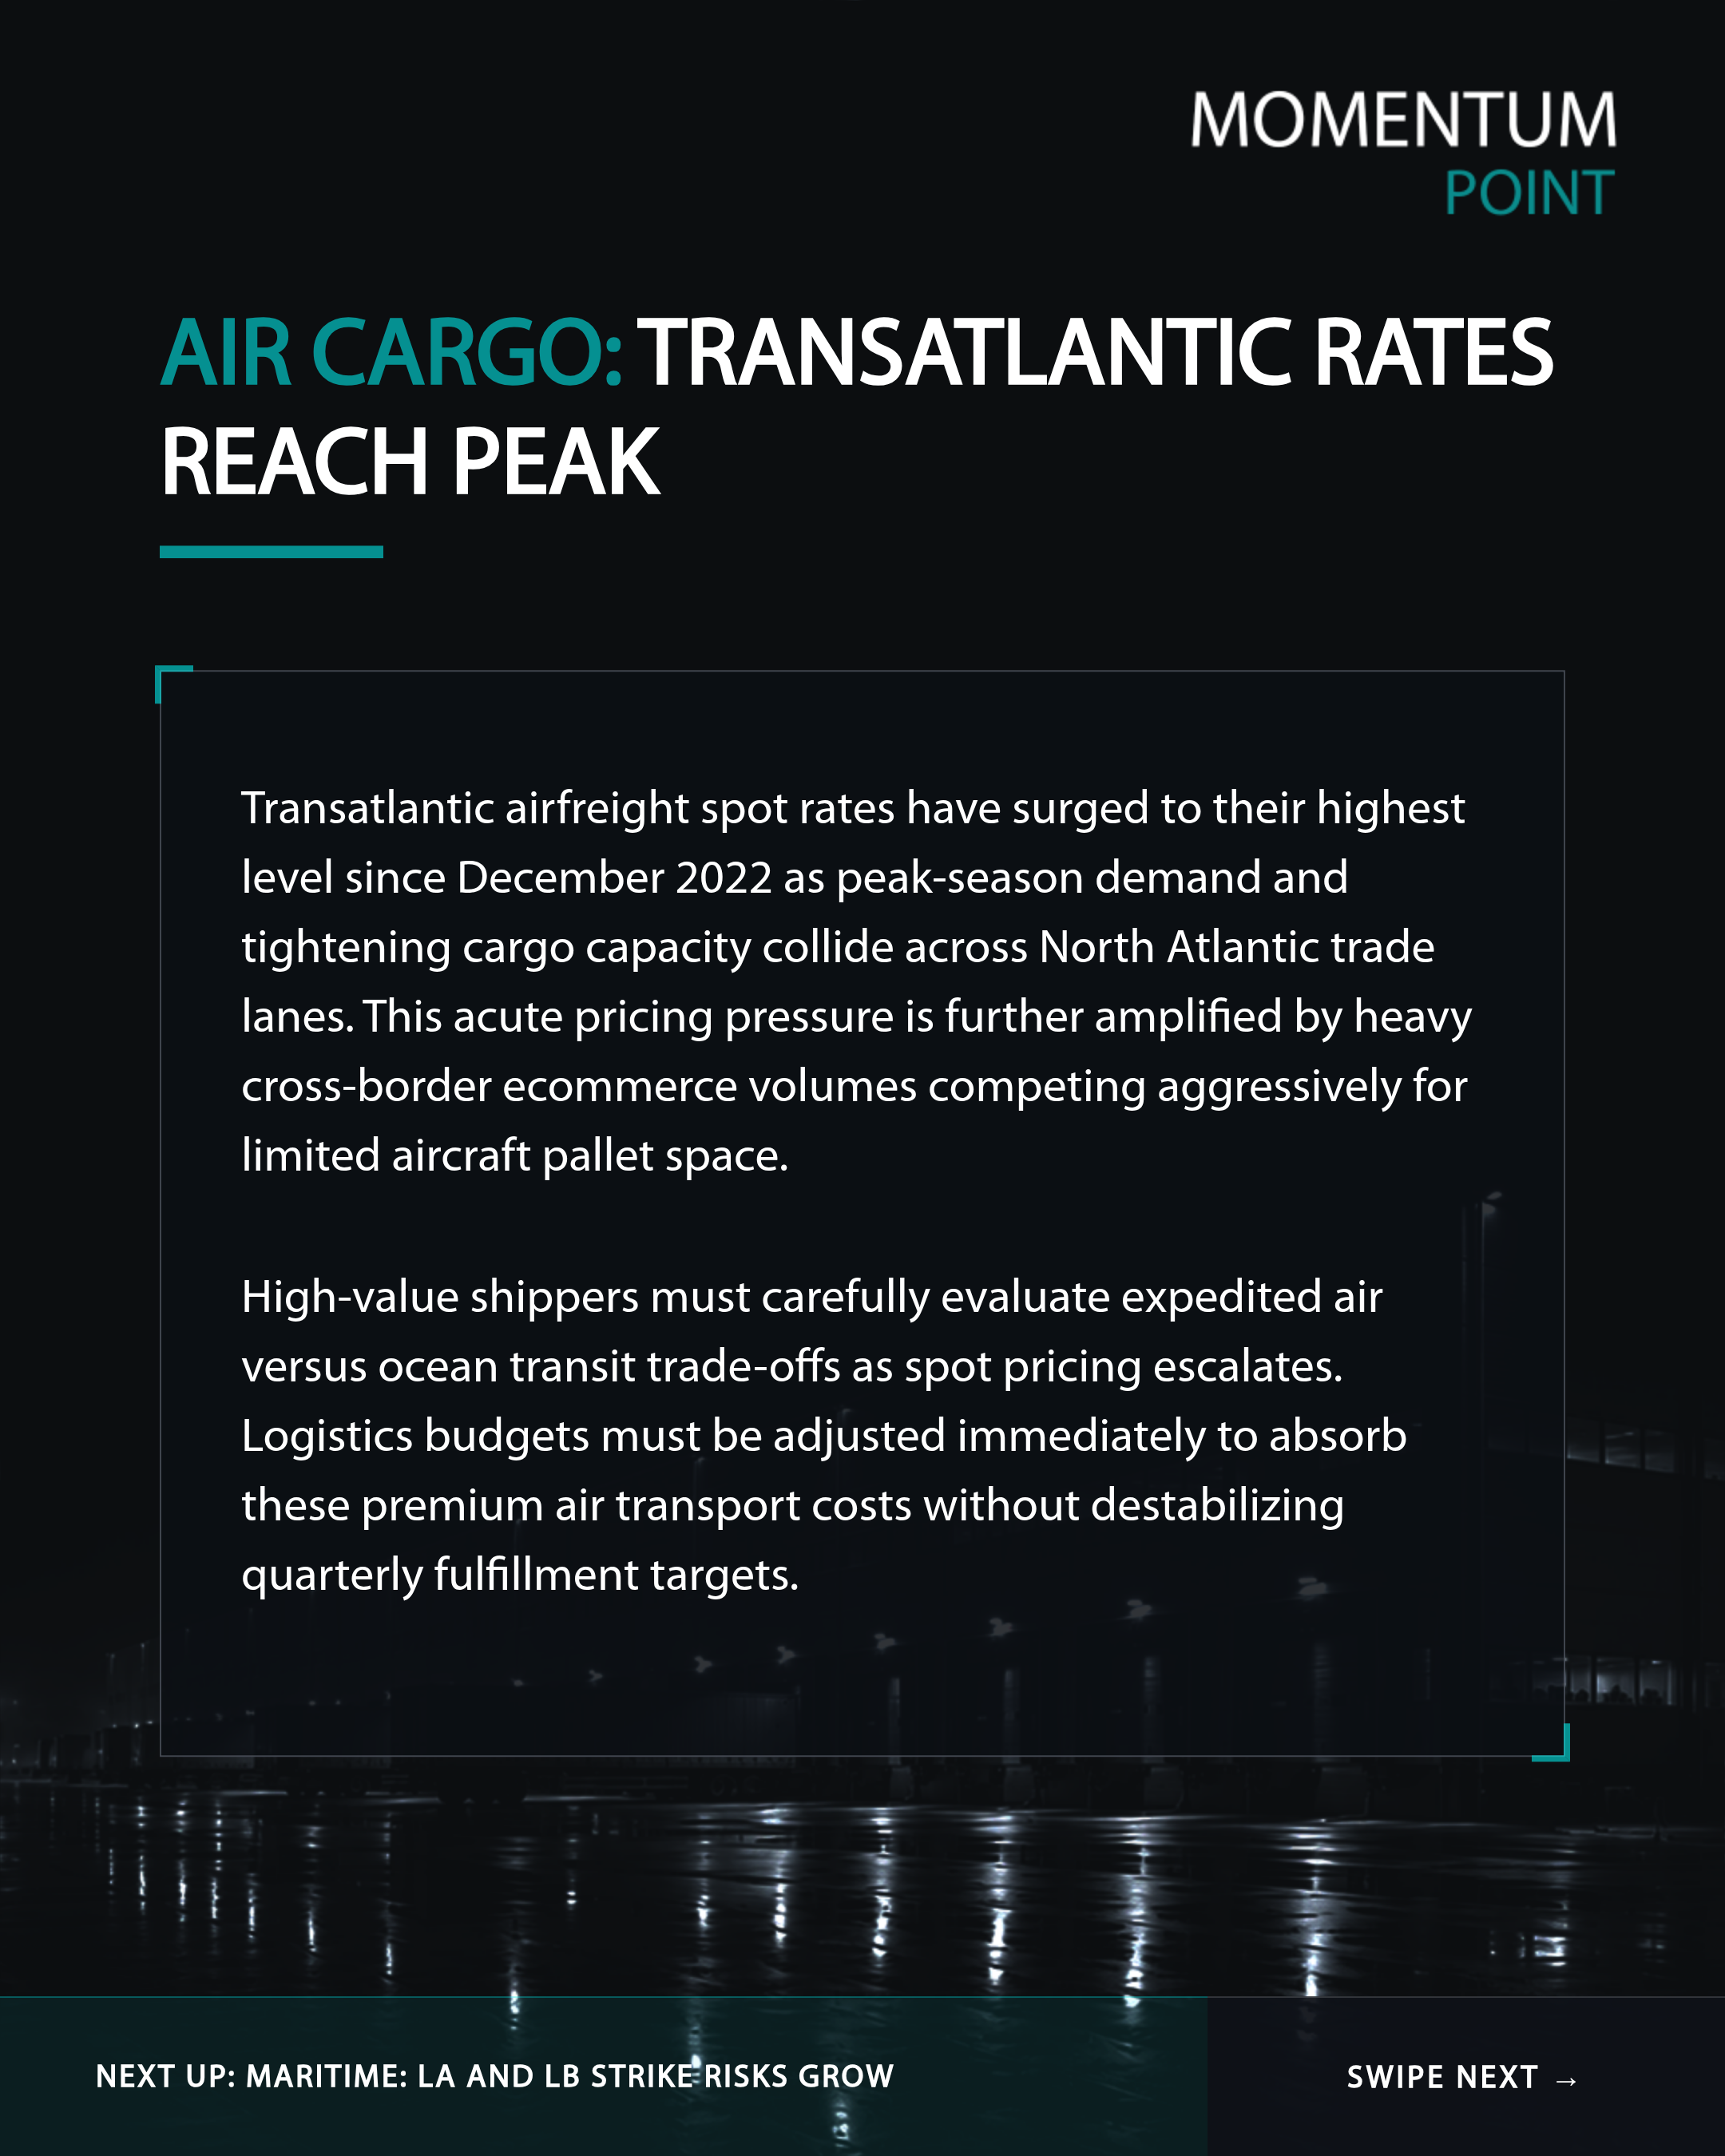 MOMENTUM
POINT
AIR CARGO: TRANSATLANTIC RATES
REACH PEAK
Transatlantic airfreight spot rates have surged to their highest
level since December 2022 as peak-season demand and
tightening cargo capacity collide across North Atlantic trade
lanes. This acute pricing pressure is further amplified by heavy
cross-border ecommerce volumes competing aggressively for
limited aircraft pallet space.
High-value shippers must carefully evaluate expedited air
versus ocean transit trade-offs as spot pricing escalates.
Logistics budgets must be adjusted immediately to absorb
these premium air transport costs without destabilizing
quarterly fulfillment targets.
NEXT UP: MARITIME: LA AND LB STRIKE RISKS GROW
SWIPE NEXT →